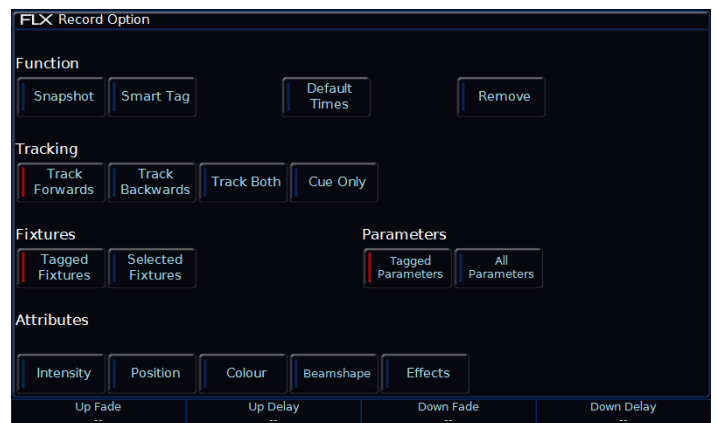 FLX Record Option
Function
Snapshot Smart Tag Default Times Remove
Tracking
Track Forwards Track Backwards Track Both Cue Only
Fixtures Parameters
Tagged Fixtures Selected Fixtures Tagged Parameters All Parameters
Attributes
Intensity Position Colour Beamshape Effects
Up Fade Up Delay Down Fade Down Delay
-- -- -- --